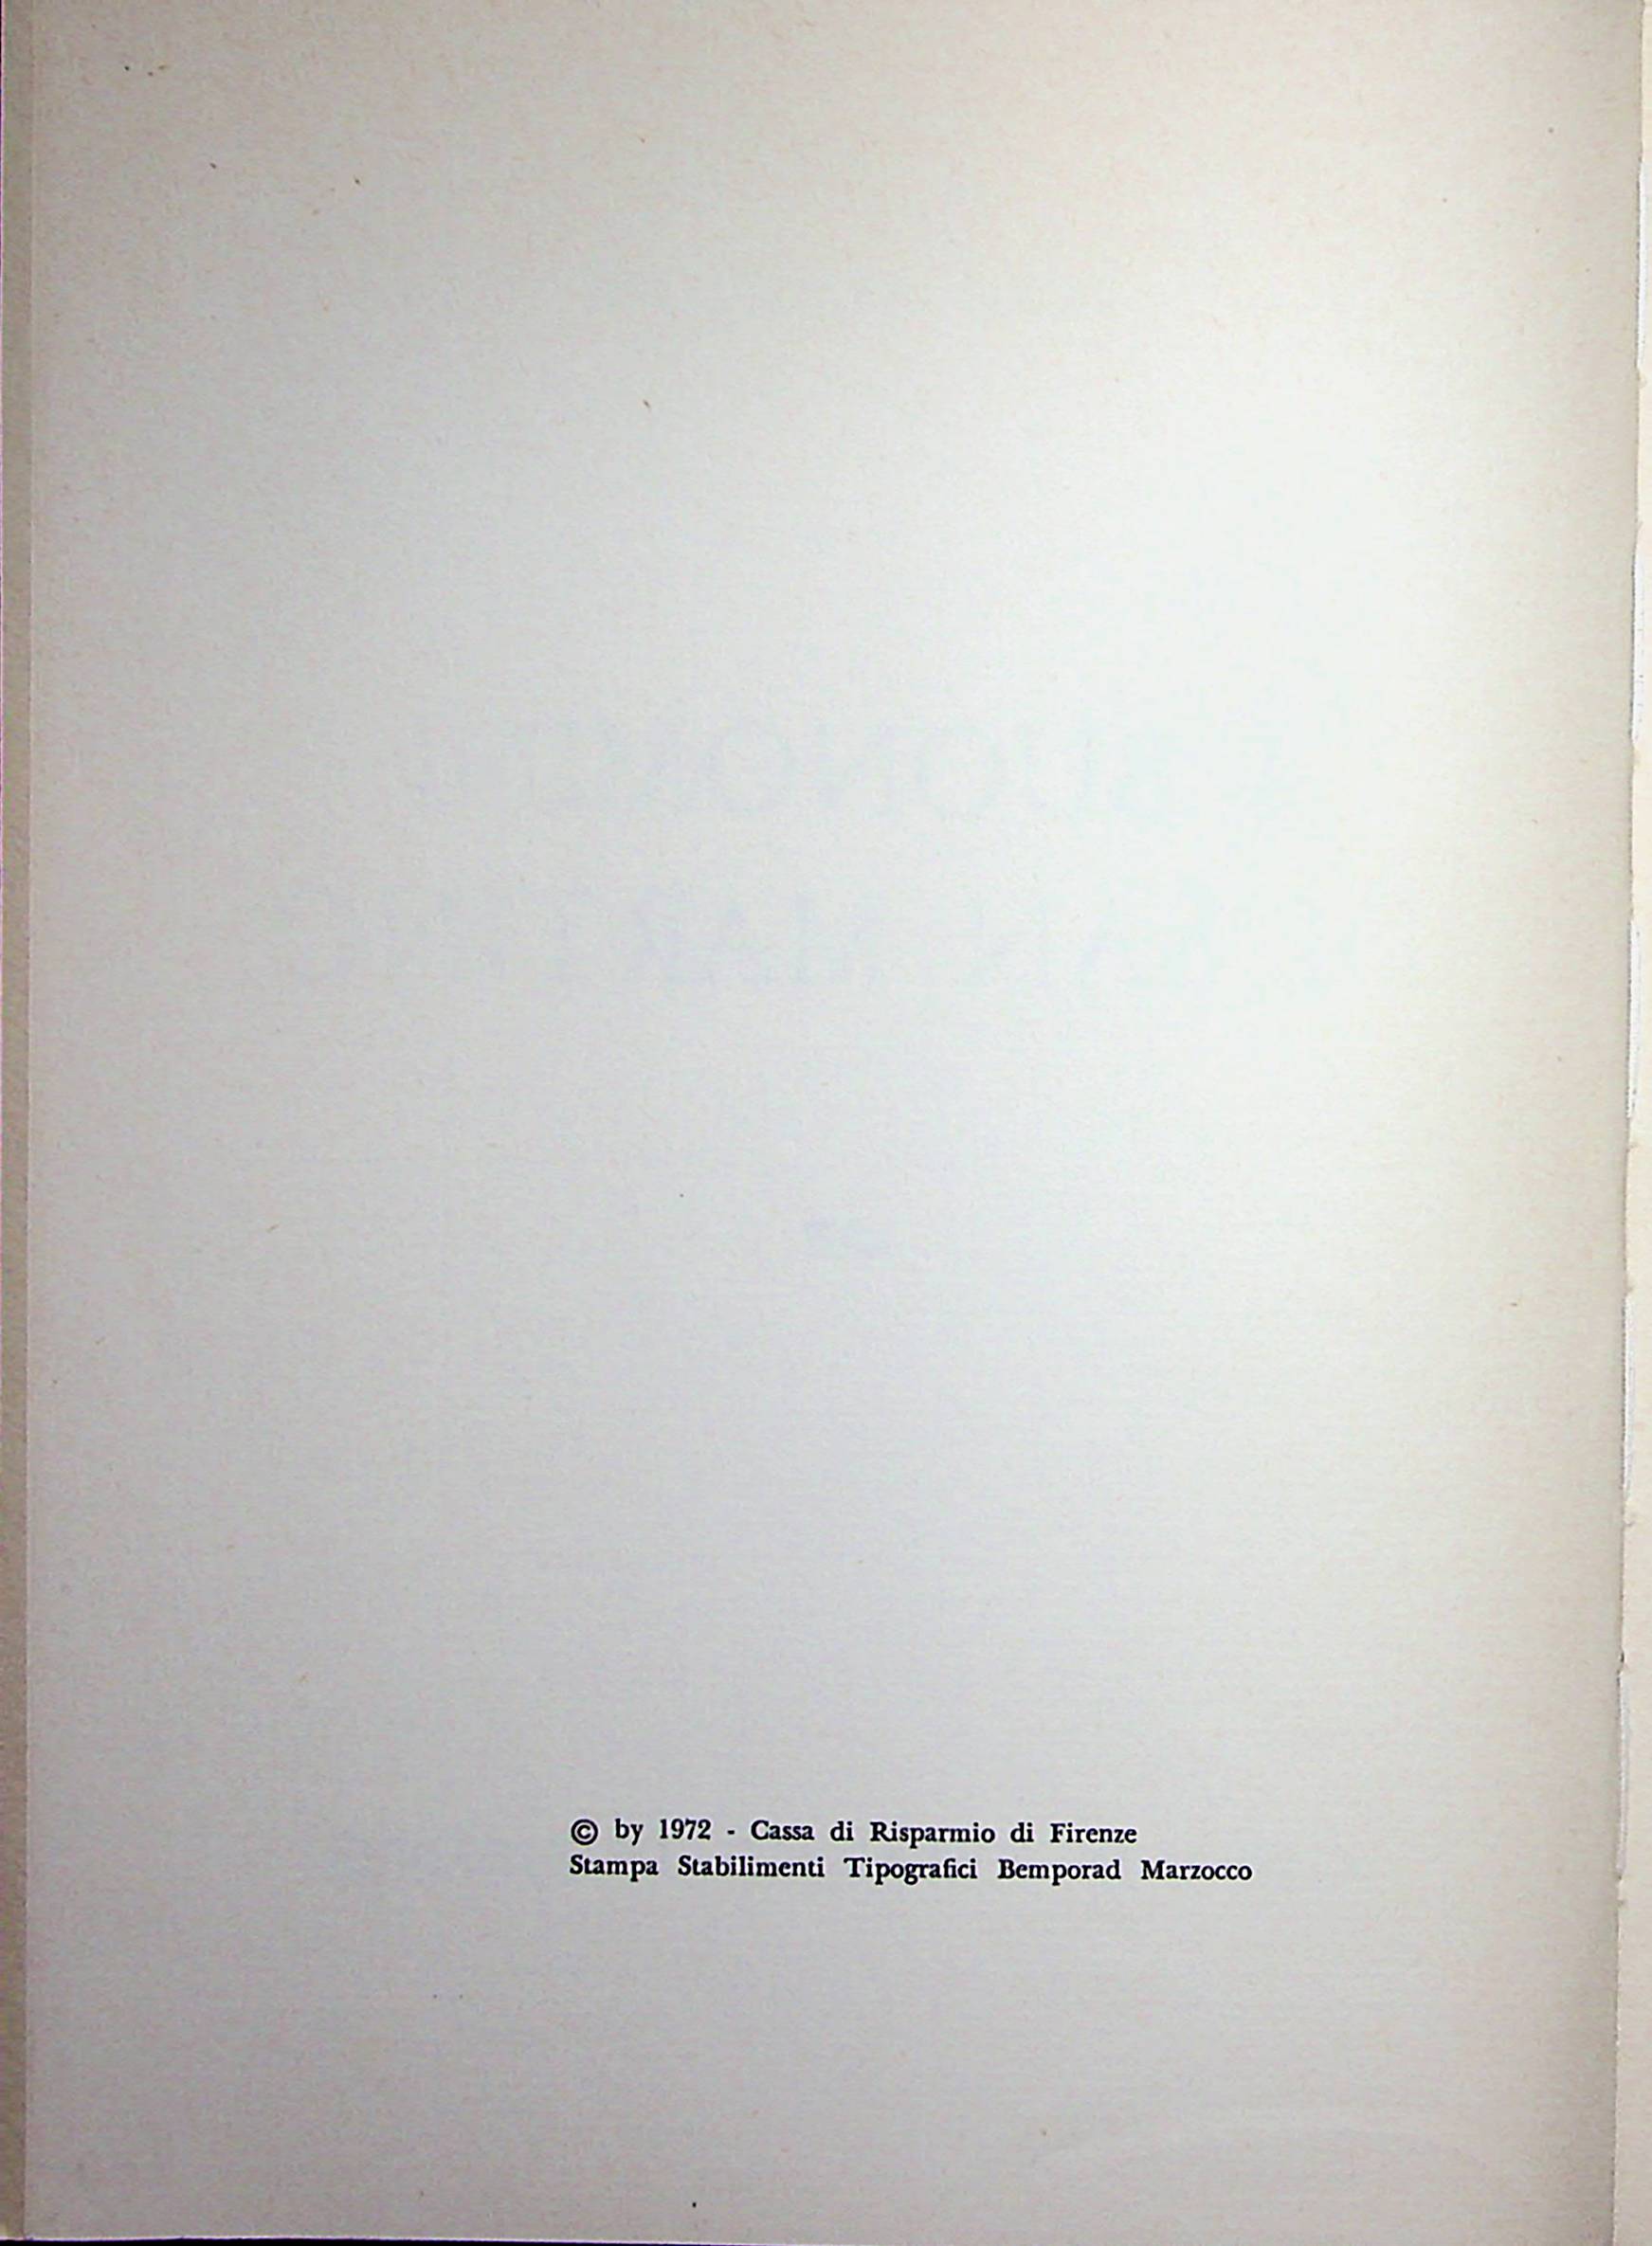 © by 1972 - Cassa di Risparmio di Firenze
Stampa Stabilimenti Tipografici Bemporad Marzocco